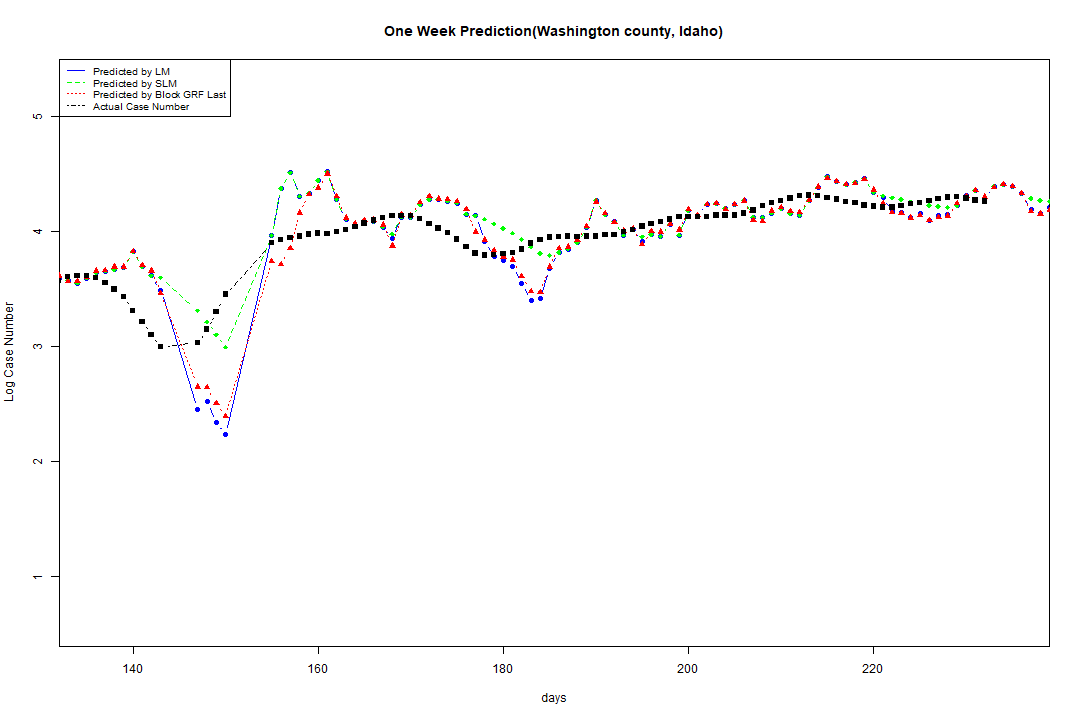 One Week Prediction(Washington county, Idaho)
Predicted by LM
Predicted by SLM
Predicted by Block GRF Last
Actual Case Number
5
4
3
2
1
Log Case Number
140 160 180 200 220
days